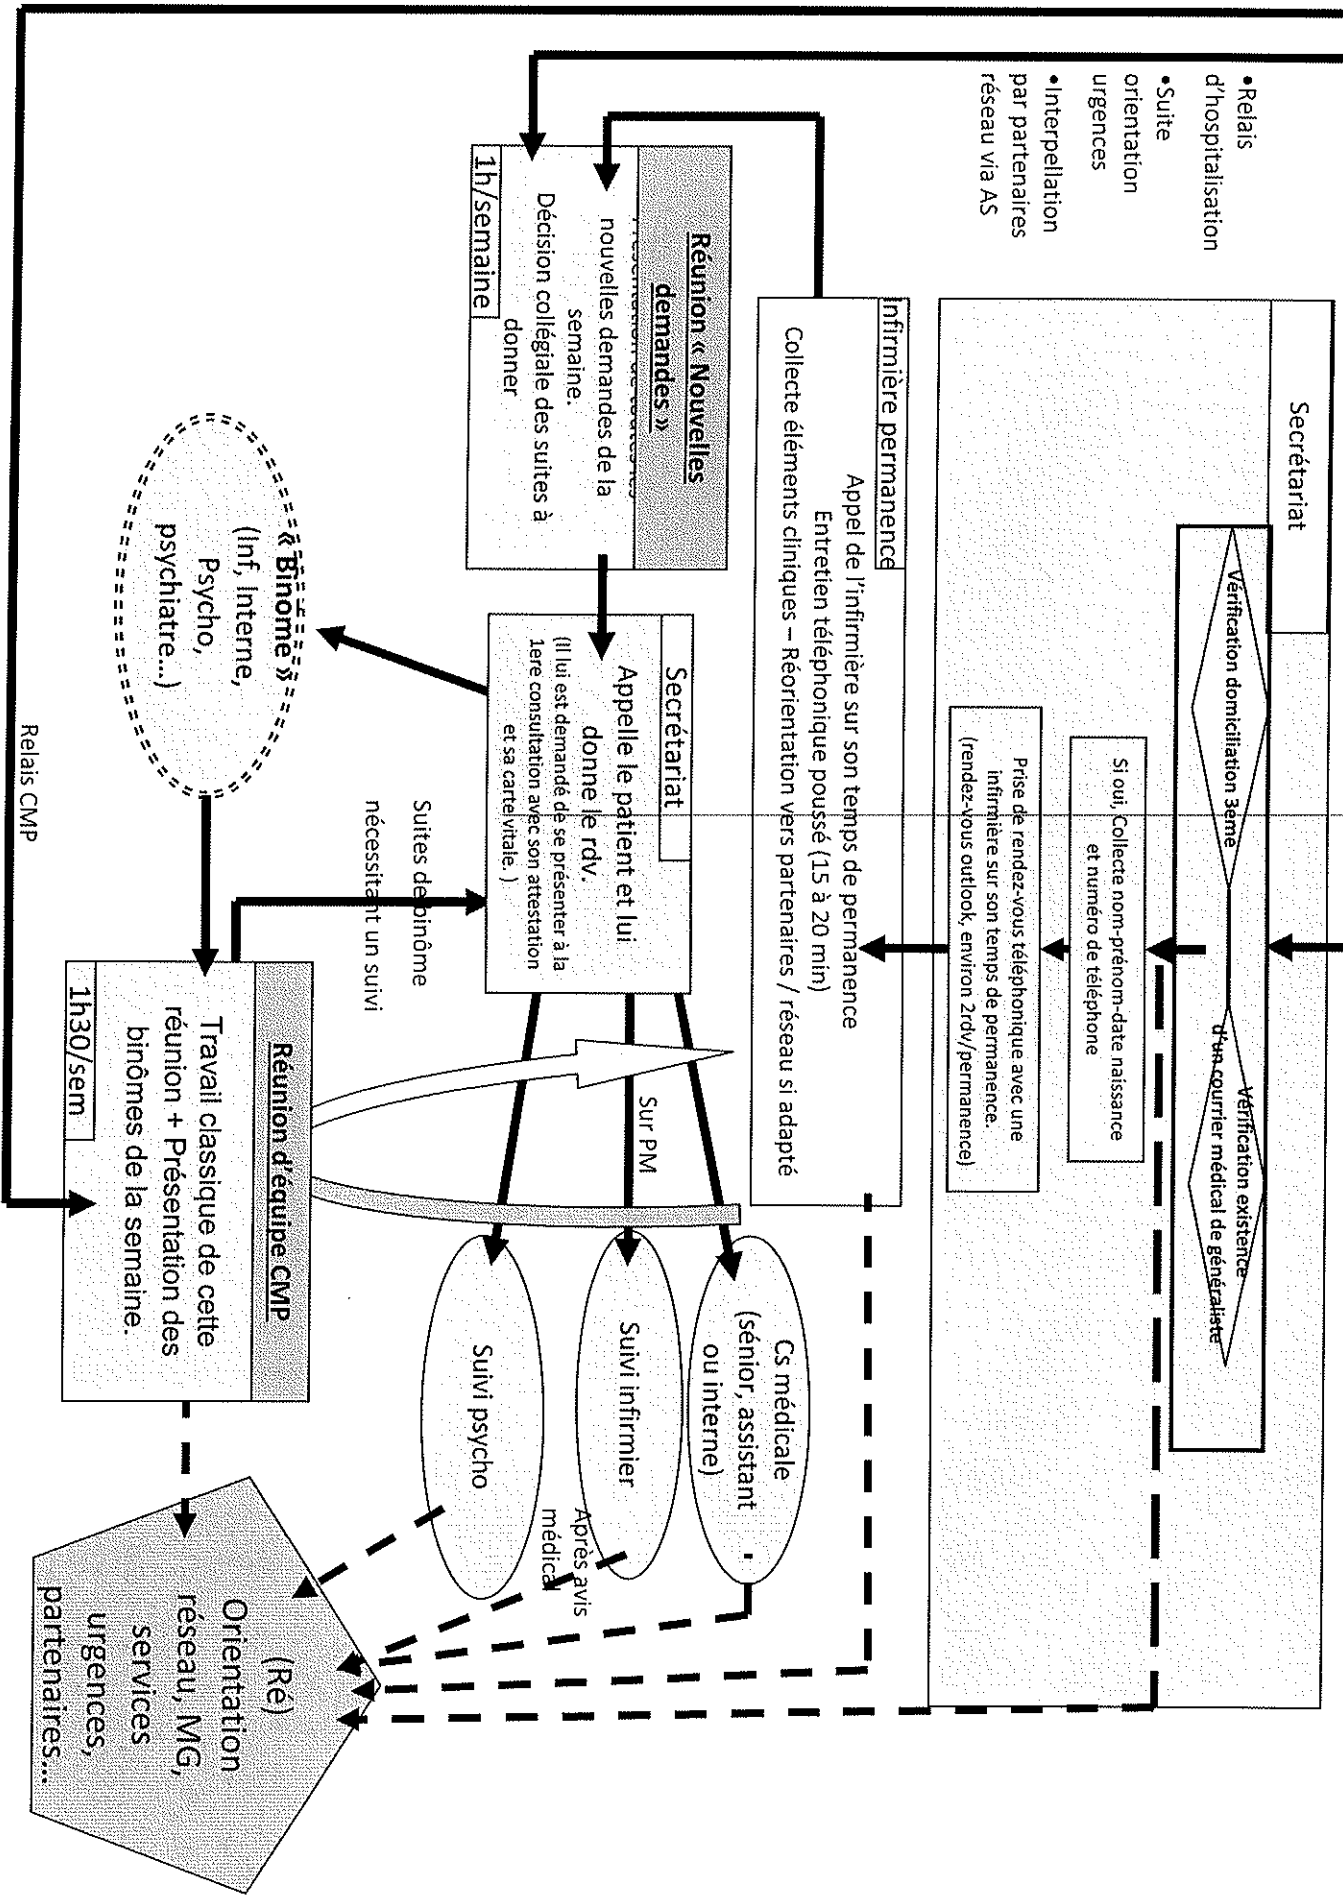 Secrétariat
Vérification domiciliation 3eme
Vérification existence
d'un courrier médical de généraliste
Si oui, Collecte nom-prénom-date naissance
et numéro de téléphone
Prise de rendez-vous téléphonique avec une
infirmière sur son temps de permanence.
(rendez-vous outlook, environ 2rdv/permanence)
•Relais
d'hospitalisation
•Suite
orientation
urgences
•Interpellation
par partenaires
réseau via AS
Infirmière permanence
Appel de l'infirmière sur son temps de permanence
Entretien téléphonique poussé (15 à 20 min)
Collecte éléments cliniques – Réorientation vers partenaires / réseau si adapté
Réunion « Nouvelles
demandes »
Présentation de toutes les
nouvelles demandes de la
semaine.
Décision collégiale des suites à
donner
1h/semaine
Secrétariat
Appelle le patient et lui
donne le rdv.
(Il lui est demandé de se présenter à la
1ere consultation avec son attestation
et sa carte vitale. )
Sur PM
Cs médicale
(sénior, assistant
ou interne)
Suivi infirmier
Après avis
médical
Suivi psycho
Suites de binôme
nécessitant un suivi
« Binome »
(Inf, Interne,
Psycho,
psychiatre...)
Réunion d'équipe CMP
Travail classique de cette
réunion + Présentation des
binômes de la semaine.
1h30/sem
Relais CMP
(Ré)
Orientation
réseau, MG,
services
urgences,
partenaires...